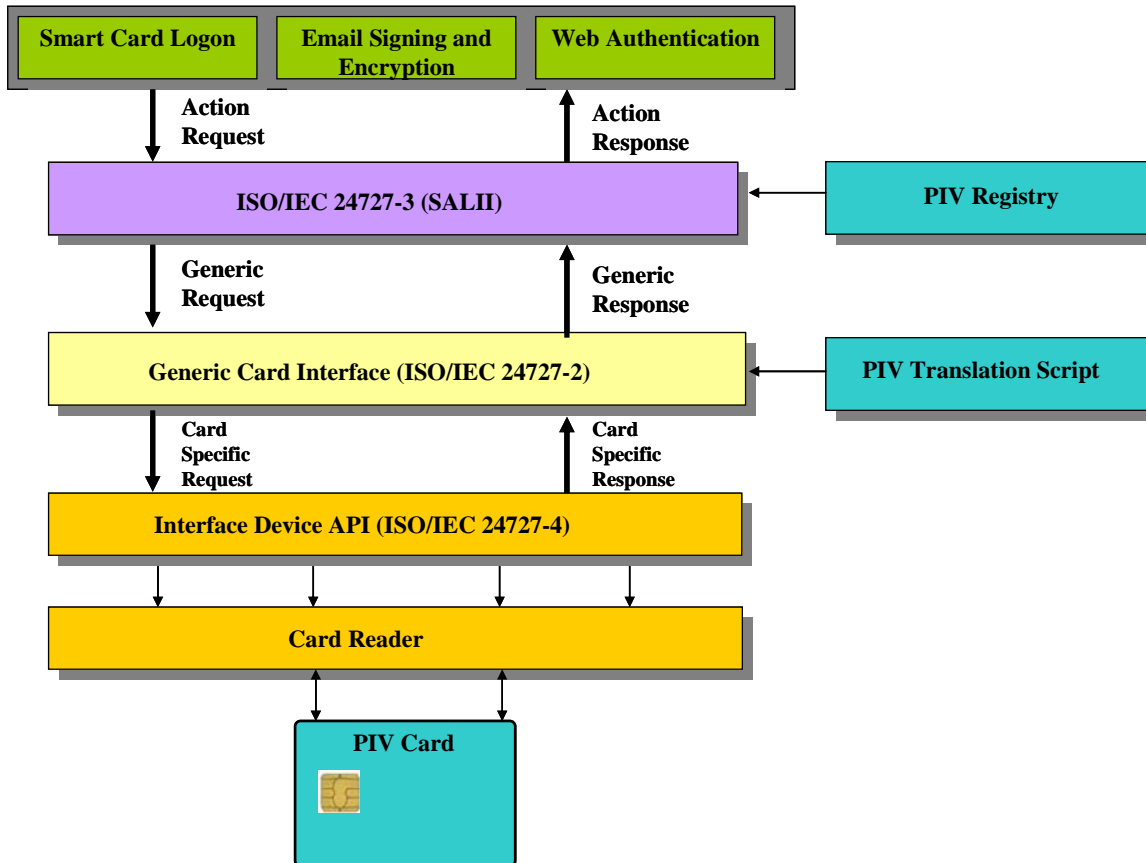 Smart Card Logon
Email Signing and
Encryption
Web Authentication
Action
Request
Action
Response
ISO/IEC 24727-3 (SALII)
PIV Registry
Generic
Request
Generic
Response
Generic Card Interface (ISO/IEC 24727-2)
PIV Translation Script
Card
Specific
Request
Card
Specific
Response
Interface Device API (ISO/IEC 24727-4)
Card Reader
PIV Card